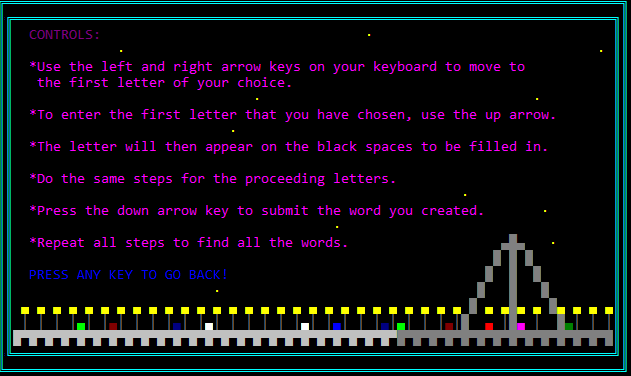 CONTROLS:
*Use the left and right arrow keys on your keyboard to move to
the first letter of your choice.
*To enter the first letter that you have chosen, use the up arrow.
*The letter will then appear on the black spaces to be filled in.
*Do the same steps for the proceeding letters.
*Press the down arrow key to submit the word you created.
*Repeat all steps to find all the words.
PRESS ANY KEY TO GO BACK!